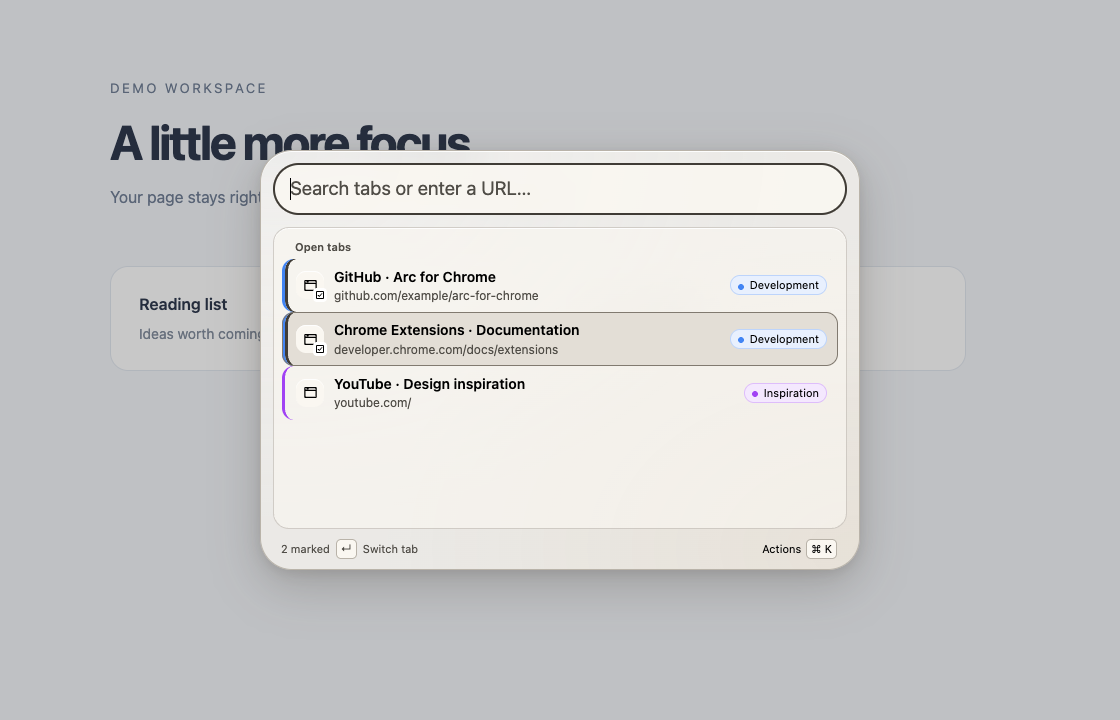 DEMO WORKSPACE
A little more focus
Your page stays right
Search tabs or enter a URL...
Open tabs
Reading list
Ideas worth coming
GitHub · Arc for Chrome
github.com/example/arc-for-chrome
Development
Chrome Extensions · Documentation
developer.chrome.com/docs/extensions
Development
YouTube · Design inspiration
youtube.com/
Inspiration
2 marked ↵ Switch tab
Actions ⌘ K